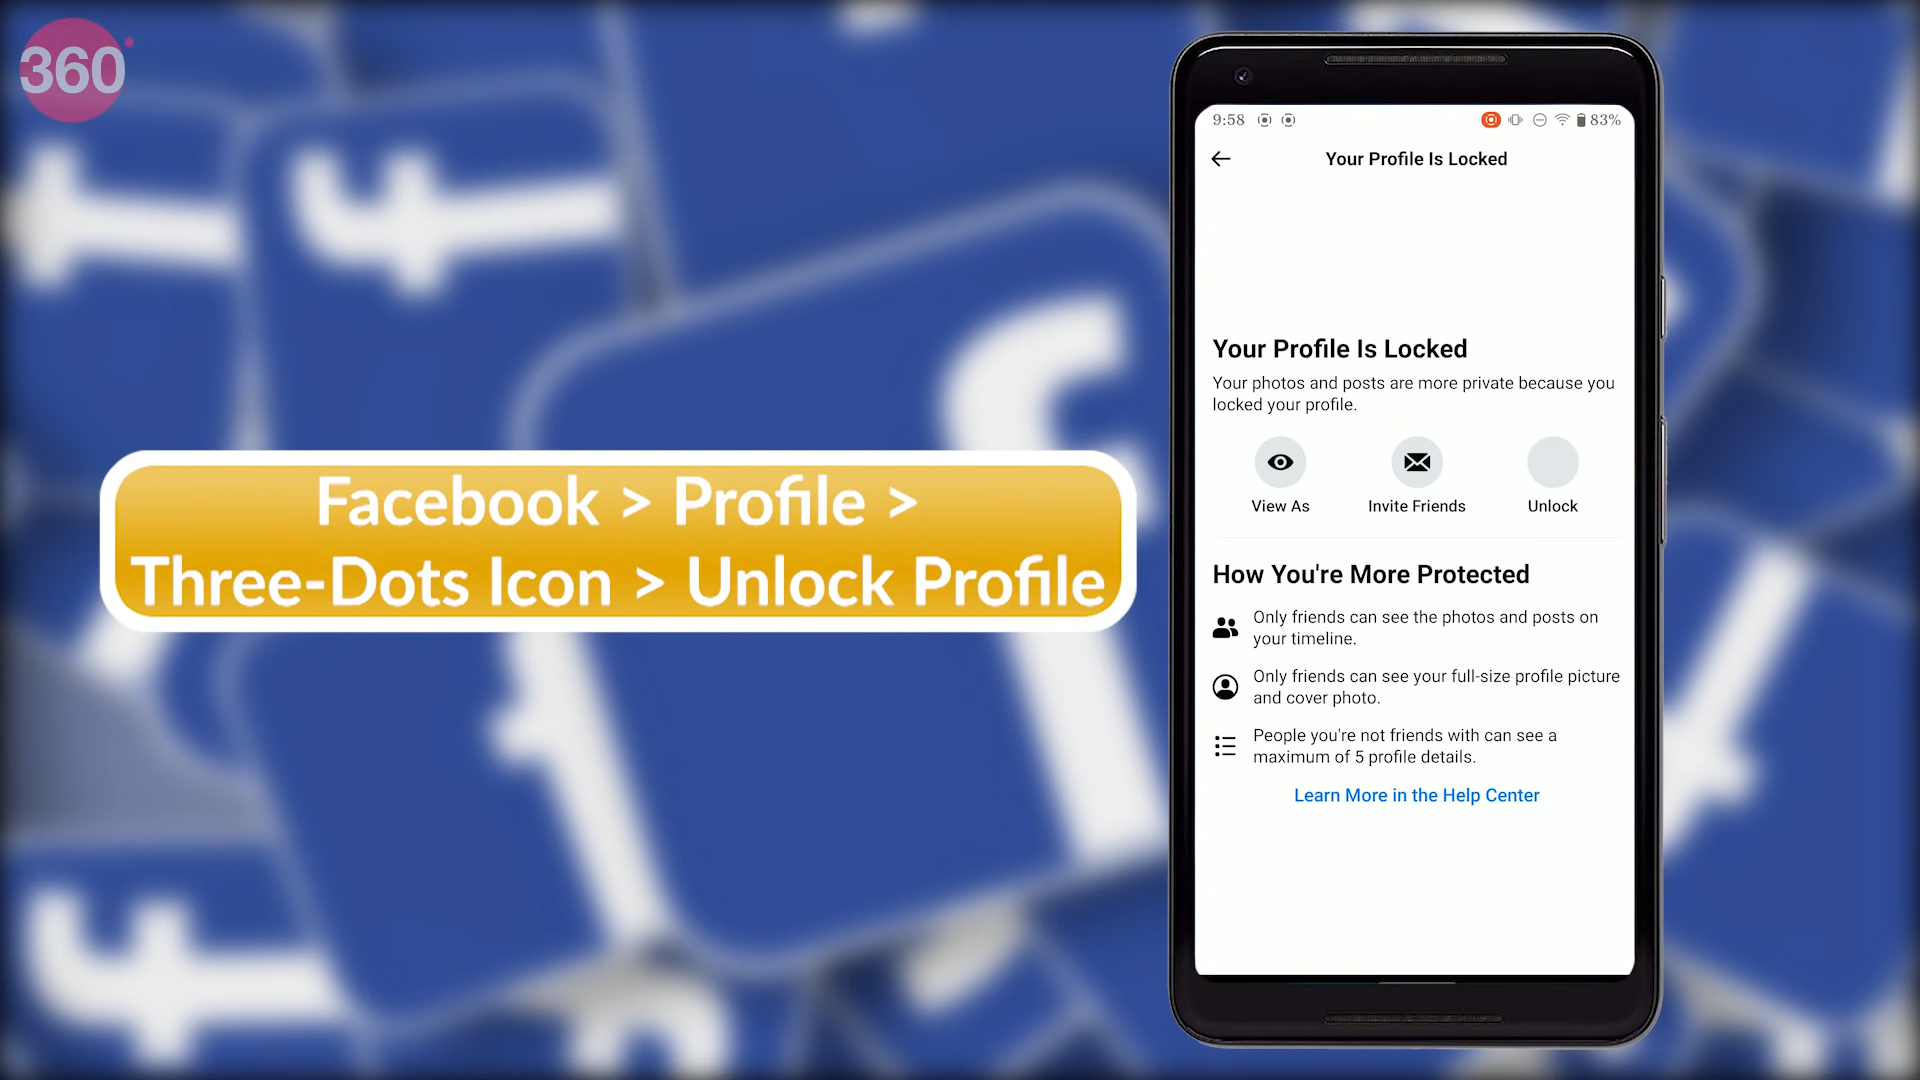 360
Facebook > Profile >
Three-Dots Icon > Unlock Profile
9:58
83%
Your Profile Is Locked
Your Profile Is Locked
Your photos and posts are more private because you
locked your profile.
View As
Invite Friends
Unlock
How You're More Protected
Only friends can see the photos and posts on
your timeline.
Only friends can see your full-size profile picture
and cover photo.
People you're not friends with can see a
maximum of 5 profile details.
Learn More in the Help Center